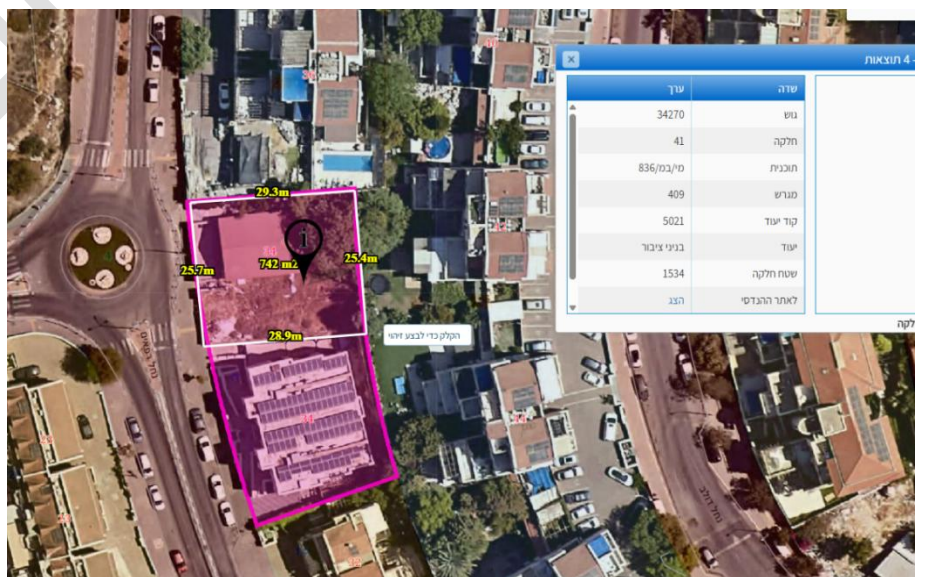 4 תוצאות
שדה ערך
גוש 34270
חלקה 41
תוכנית מי/במ/836
מגרש 409
קוד יעוד 5021
יעוד בניני ציבור
שטח חלקה 1534
לאתר ההנדסי הצג
29.3m
742 m2
25.7m
25.4m
28.9m
הקלק כדי לבצע זיהוי
נחל דולב